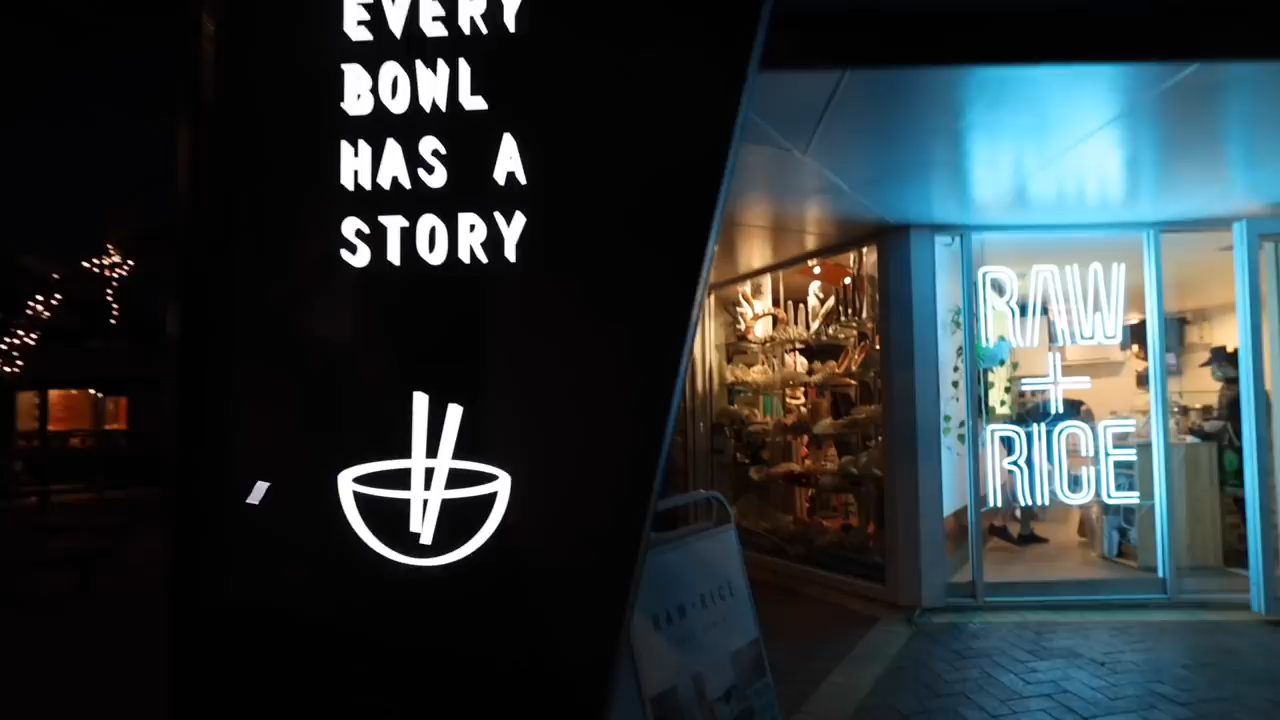 EVERY
BOWL
HAS A
STORY
RAW
+
RICE
RAW + RICE